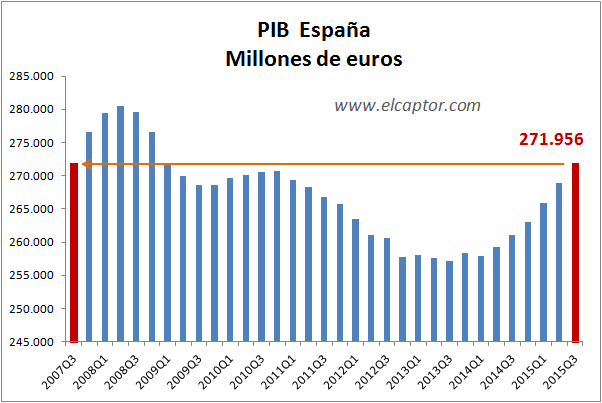 PIB España
Millones de euros
285.000
280.000
275.000
270.000
265.000
260.000
255.000
250.000
245.000
www.elcaptor.com
271.956
2007Q3
2008Q1
2008Q3
2009Q1
2009Q3
2010Q1
2010Q3
2011Q1
2011Q3
2012Q1
2012Q3
2013Q1
2013Q3
2014Q1
2014Q3
2015Q1
2015Q3